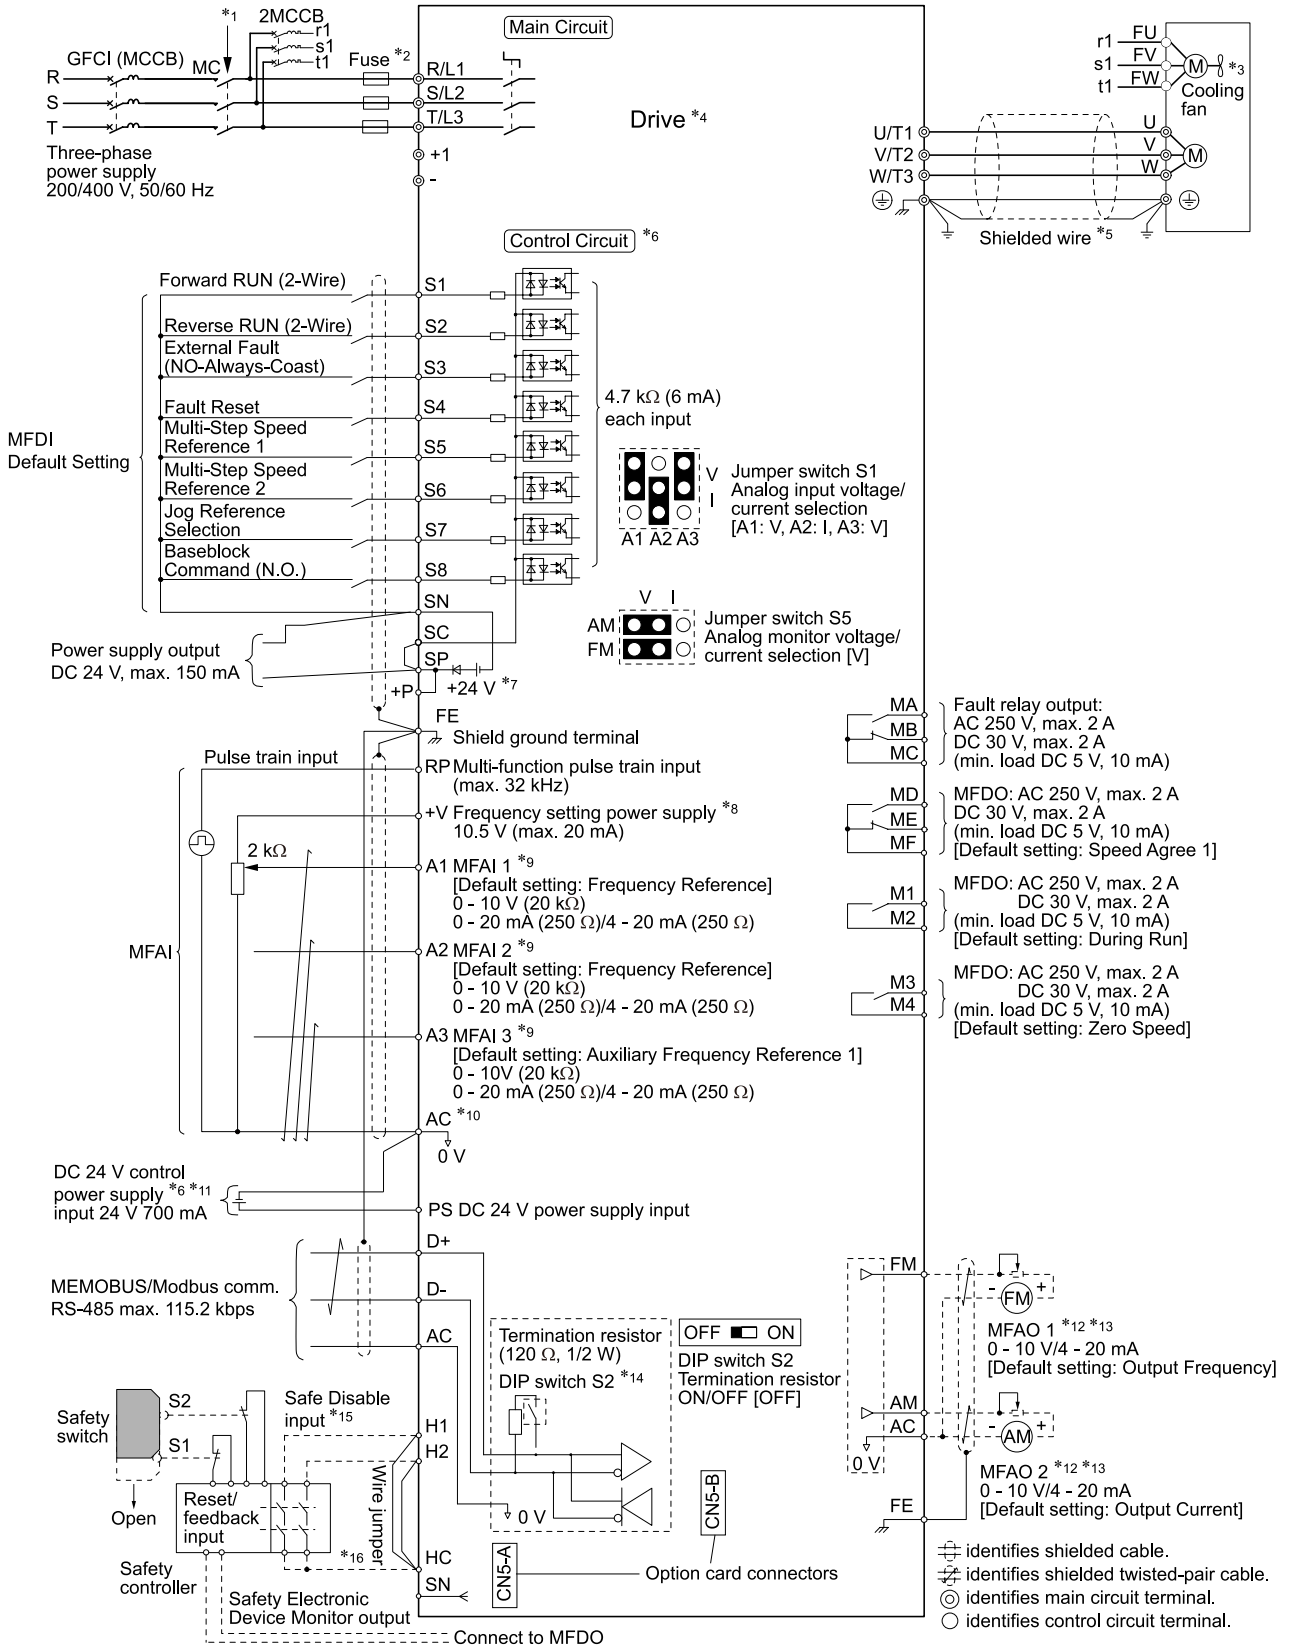 *1
2MCCB
r1
s1
t1
GFCI (MCCB)
MC
Fuse *2
R
S
T
R/L1
S/L2
T/L3
+1
-
Three-phase
power supply
200/400 V, 50/60 Hz
Main Circuit
Drive *4
r1
s1
t1
FU
FV
FW
M
*3
Cooling
fan
U/T1
V/T2
W/T3
U
V
W
M
Shielded wire *5
Control Circuit *6
MFDI
Default Setting
Forward RUN (2-Wire)
S1
Reverse RUN (2-Wire)
S2
External Fault
(NO-Always-Coast)
S3
Fault Reset
S4
Multi-Step Speed
Reference 1
S5
Multi-Step Speed
Reference 2
S6
Jog Reference
Selection
S7
Baseblock
Command (N.O.)
S8
4.7 kΩ (6 mA)
each input
V
I
A1 A2 A3
Jumper switch S1
Analog input voltage/
current selection
[A1: V, A2: I, A3: V]
V I
AM
FM
Jumper switch S5
Analog monitor voltage/
current selection [V]
SN
SC
SP
+P
+24 V *7
Power supply output
DC 24 V, max. 150 mA
FE
Shield ground terminal
MFAI
Pulse train input
RP Multi-function pulse train input
(max. 32 kHz)
+V Frequency setting power supply *8
10.5 V (max. 20 mA)
2 kΩ
A1 MFAI 1 *9
[Default setting: Frequency Reference]
0 - 10 V (20 kΩ)
0 - 20 mA (250 Ω)/4 - 20 mA (250 Ω)
A2 MFAI 2 *9
[Default setting: Frequency Reference]
0 - 10 V (20 kΩ)
0 - 20 mA (250 Ω)/4 - 20 mA (250 Ω)
A3 MFAI 3 *9
[Default setting: Auxiliary Frequency Reference 1]
0 - 10V (20 kΩ)
0 - 20 mA (250 Ω)/4 - 20 mA (250 Ω)
AC *10
0 V
DC 24 V control
power supply *6 *11
input 24 V 700 mA
PS DC 24 V power supply input
MA
MB
MC
Fault relay output:
AC 250 V, max. 2 A
DC 30 V, max. 2 A
(min. load DC 5 V, 10 mA)
MD
ME
MF
MFDO: AC 250 V, max. 2 A
DC 30 V, max. 2 A
(min. load DC 5 V, 10 mA)
[Default setting: Speed Agree 1]
M1
M2
MFDO: AC 250 V, max. 2 A
DC 30 V, max. 2 A
(min. load DC 5 V, 10 mA)
[Default setting: During Run]
M3
M4
MFDO: AC 250 V, max. 2 A
DC 30 V, max. 2 A
(min. load DC 5 V, 10 mA)
[Default setting: Zero Speed]
MEMOBUS/Modbus comm.
RS-485 max. 115.2 kbps
D+
D-
AC
Termination resistor
(120 Ω, 1/2 W)
DIP switch S2 *14
0 V
OFF ON
DIP switch S2
Termination resistor
ON/OFF [OFF]
FM
- +
FM
MFAO 1 *12 *13
0 - 10 V/4 - 20 mA
[Default setting: Output Frequency]
AM
AC
0 V
- +
AM
MFAO 2 *12 *13
0 - 10 V/4 - 20 mA
[Default setting: Output Current]
FE
Safety
switch
S2
S1
Open
Reset/
feedback
input
Safety
controller
Safe Disable
input *15
*16
H1
H2
Wire jumper
HC
SN
CN5-A
CN5-B
Option card connectors
Safety Electronic
Device Monitor output
Connect to MFDO
identifies shielded cable.
identifies shielded twisted-pair cable.
identifies main circuit terminal.
identifies control circuit terminal.